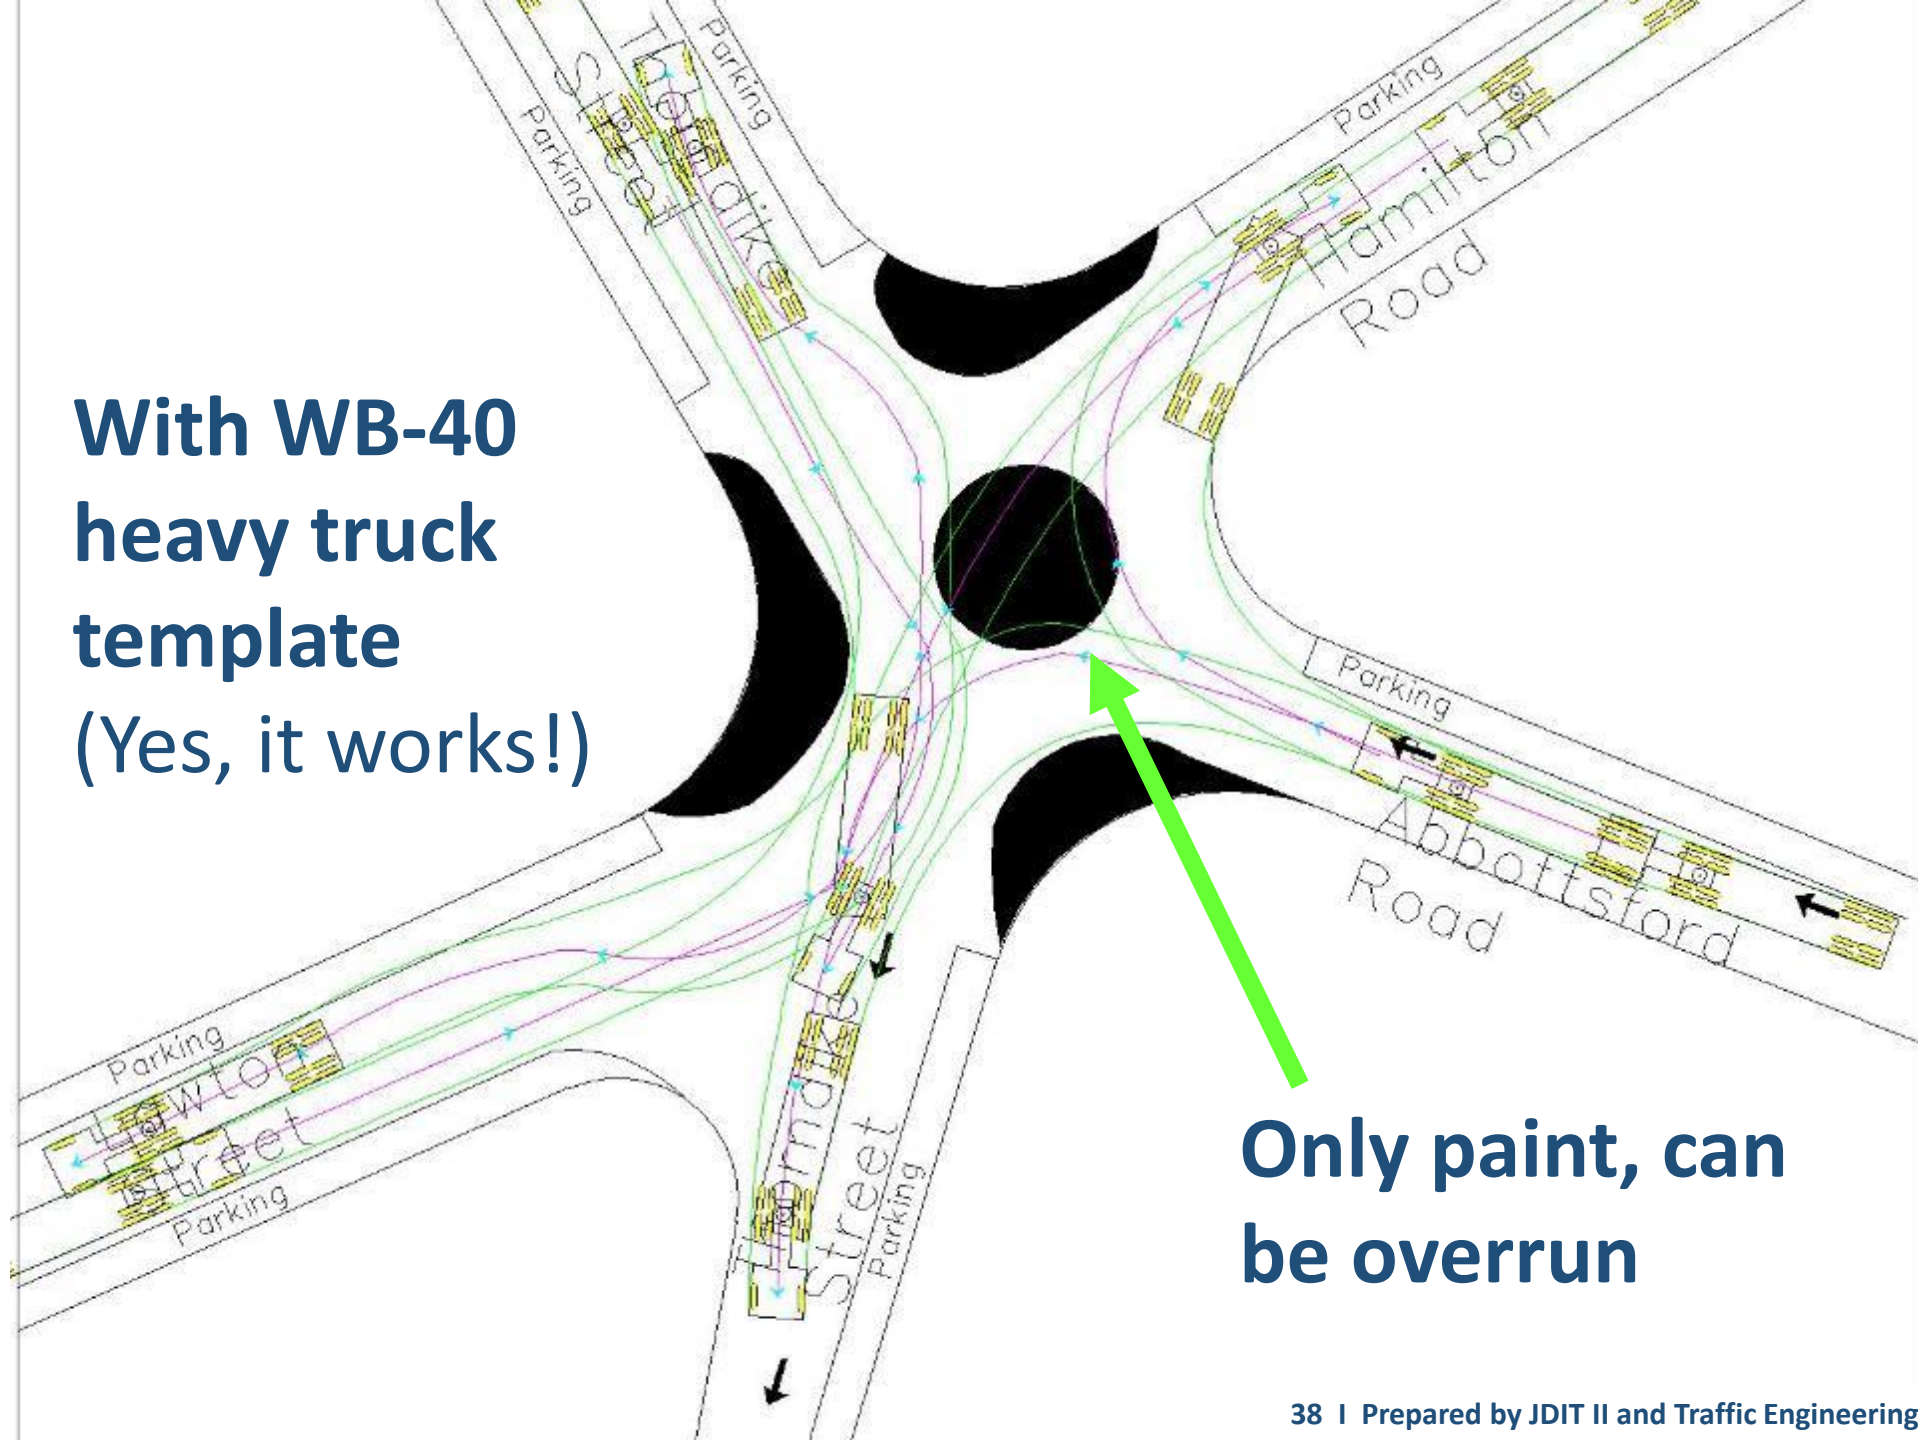 Parking
Thorndike
Street
Parking
Parking
Hamilton
Road
With WB-40
heavy truck
template
(Yes, it works!)
Parking
Abbottsford
Road
Parking
Lawton
Street
Parking
Thorndike
Street
Parking
Only paint, can
be overrun
38 I Prepared by JDIT II and Traffic Engineering